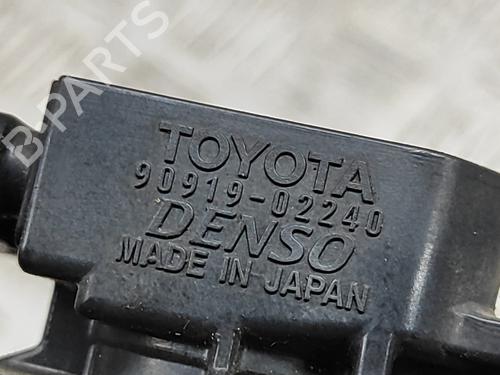 B PARTS
TOYOTA
90919-02240
DENSO
MADE IN JAPAN